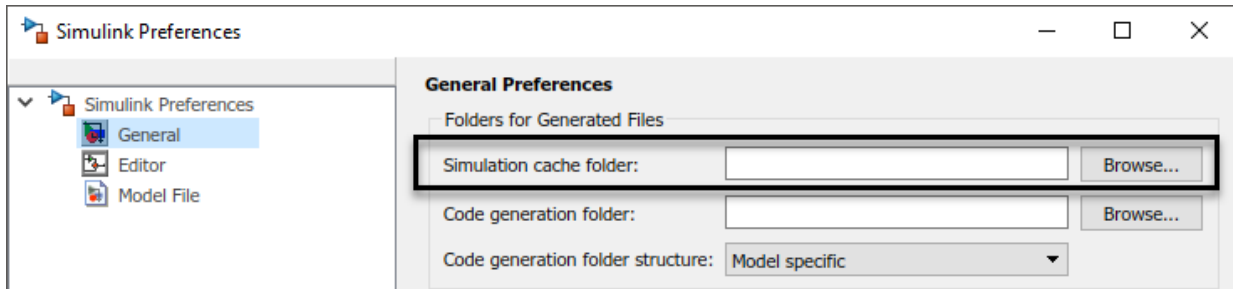 Simulink Preferences
Simulink Preferences
General
Editor
Model File
General Preferences
Folders for Generated Files
Simulation cache folder: Browse...
Code generation folder: Browse...
Code generation folder structure: Model specific